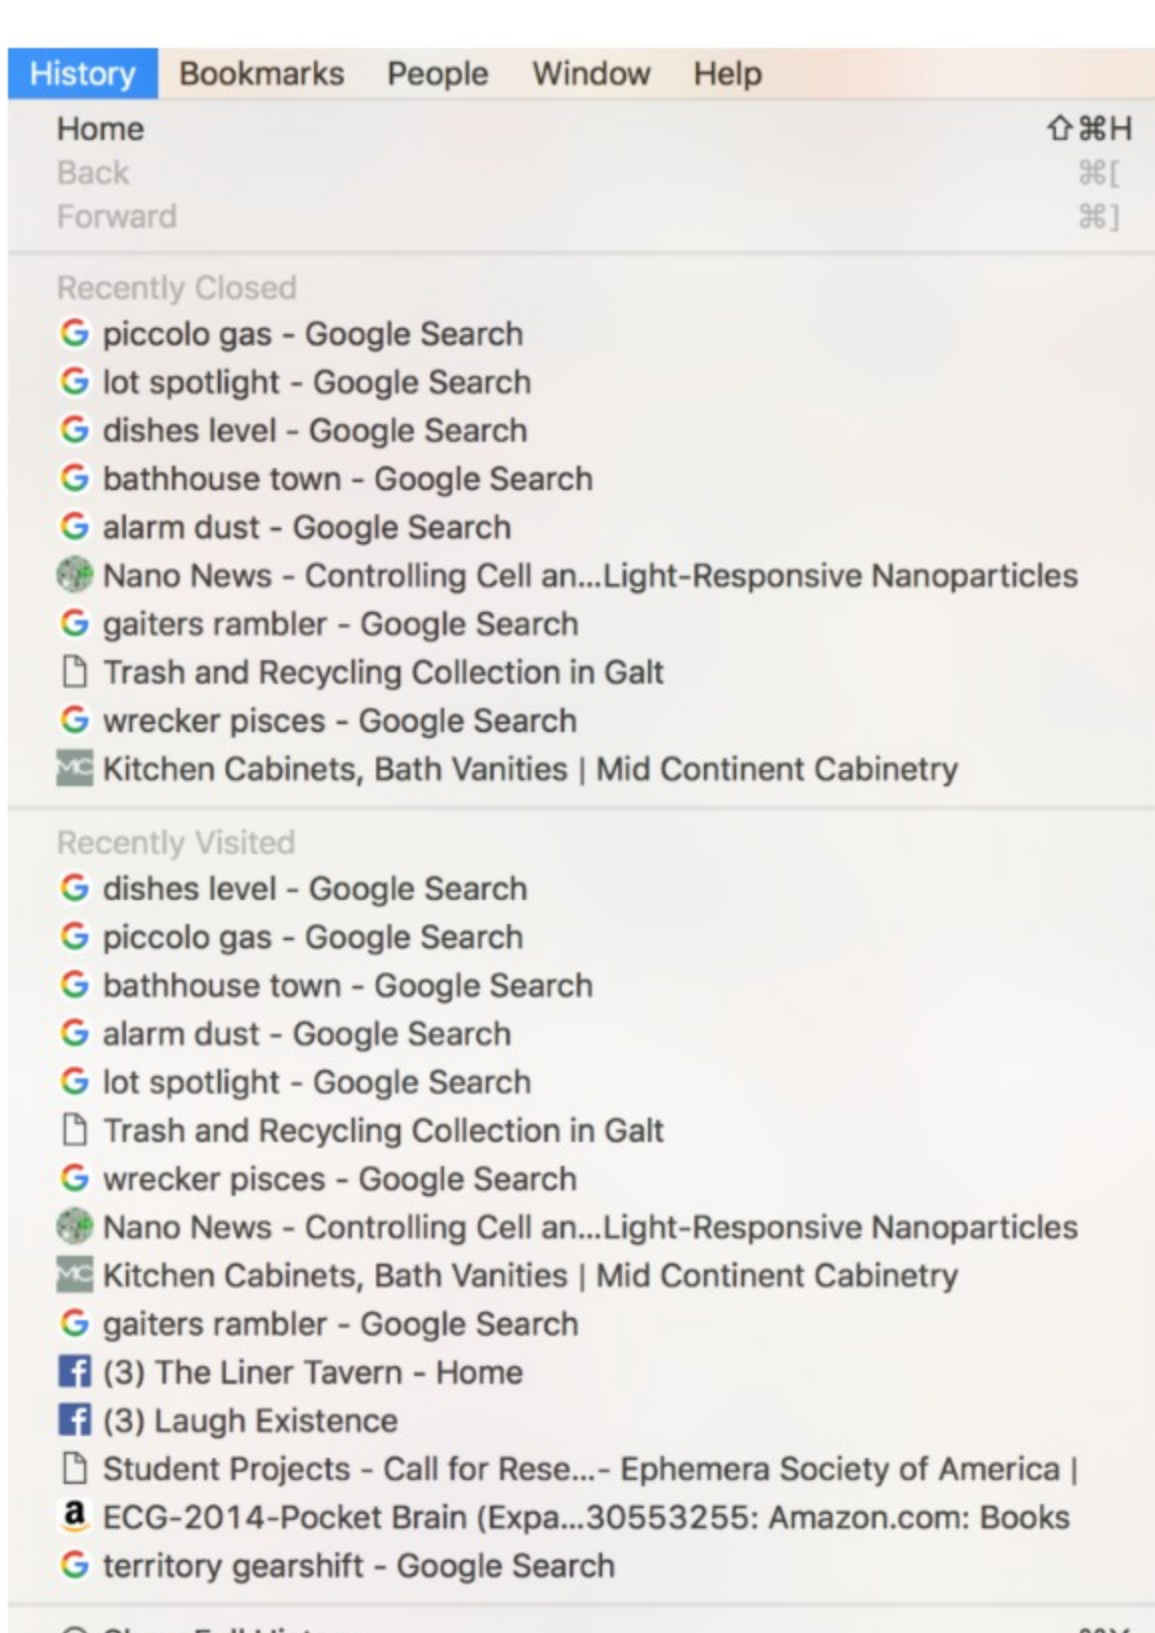 History Bookmarks People Window Help
Home ⇧⌘H
Back ⌘[
Forward ⌘]
Recently Closed
piccolo gas - Google Search
lot spotlight - Google Search
dishes level - Google Search
bathhouse town - Google Search
alarm dust - Google Search
Nano News - Controlling Cell an...Light-Responsive Nanoparticles
gaiters rambler - Google Search
Trash and Recycling Collection in Galt
wrecker pisces - Google Search
MC Kitchen Cabinets, Bath Vanities | Mid Continent Cabinetry
Recently Visited
dishes level - Google Search
piccolo gas - Google Search
bathhouse town - Google Search
alarm dust - Google Search
lot spotlight - Google Search
Trash and Recycling Collection in Galt
wrecker pisces - Google Search
Nano News - Controlling Cell an...Light-Responsive Nanoparticles
MC Kitchen Cabinets, Bath Vanities | Mid Continent Cabinetry
gaiters rambler - Google Search
(3) The Liner Tavern - Home
(3) Laugh Existence
Student Projects - Call for Rese...- Ephemera Society of America |
ECG-2014-Pocket Brain (Expa...30553255: Amazon.com: Books
territory gearshift - Google Search